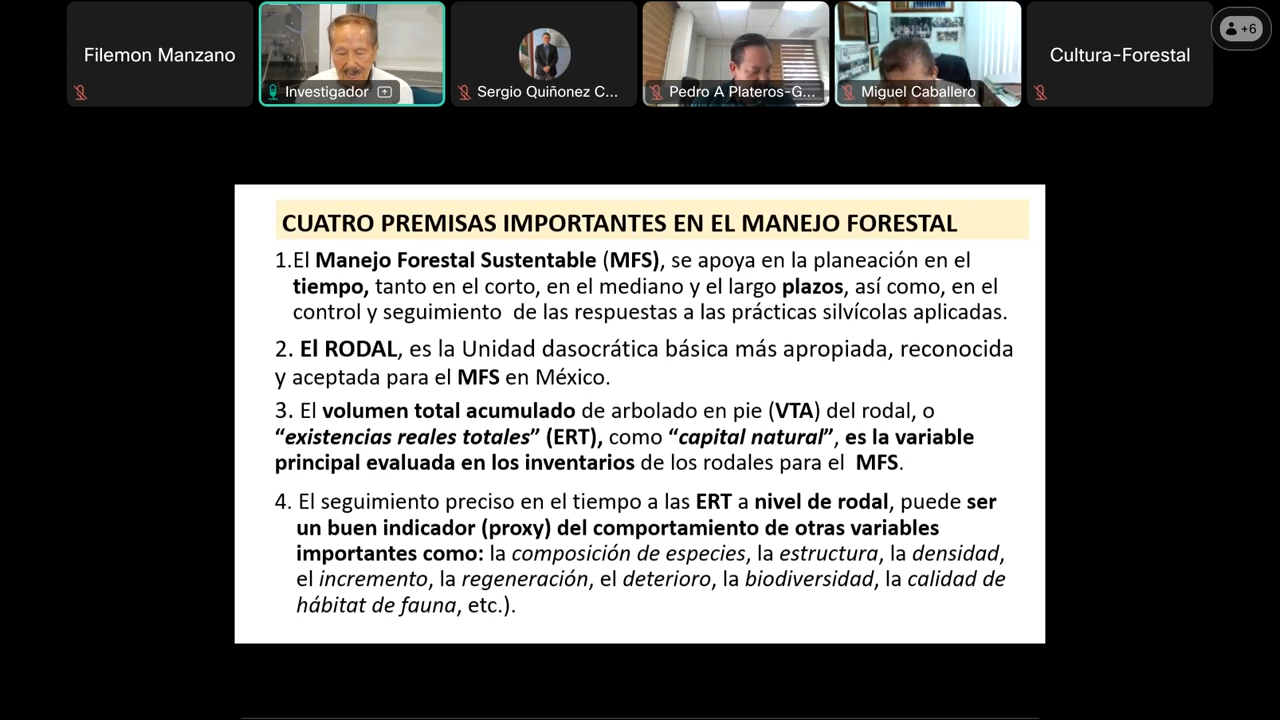 Filemon Manzano
Investigador
Sergio Quiñonez C...
Pedro A Plateros-G...
Miguel Caballero
Cultura-Forestal
+6
CUATRO PREMISAS IMPORTANTES EN EL MANEJO FORESTAL
1.El Manejo Forestal Sustentable (MFS), se apoya en la planeación en el
tiempo, tanto en el corto, en el mediano y el largo plazos, así como, en el
control y seguimiento de las respuestas a las prácticas silvícolas aplicadas.
2. El RODAL, es la Unidad dasocrática básica más apropiada, reconocida
y aceptada para el MFS en México.
3. El volumen total acumulado de arbolado en pie (VTA) del rodal, o
“existencias reales totales” (ERT), como “capital natural”, es la variable
principal evaluada en los inventarios de los rodales para el MFS.
4. El seguimiento preciso en el tiempo a las ERT a nivel de rodal, puede ser
un buen indicador (proxy) del comportamiento de otras variables
importantes como: la composición de especies, la estructura, la densidad,
el incremento, la regeneración, el deterioro, la biodiversidad, la calidad de
hábitat de fauna, etc.).